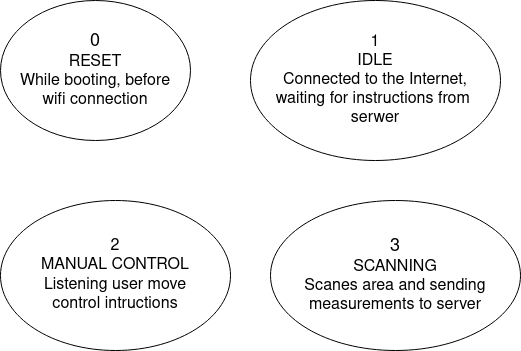 0
RESET
While booting, before
wifi connection
1
IDLE
Connected to the Internet,
waiting for instructions from
serwer
2
MANUAL CONTROL
Listening user move
control intructions
3
SCANNING
Scanes area and sending
measurements to server